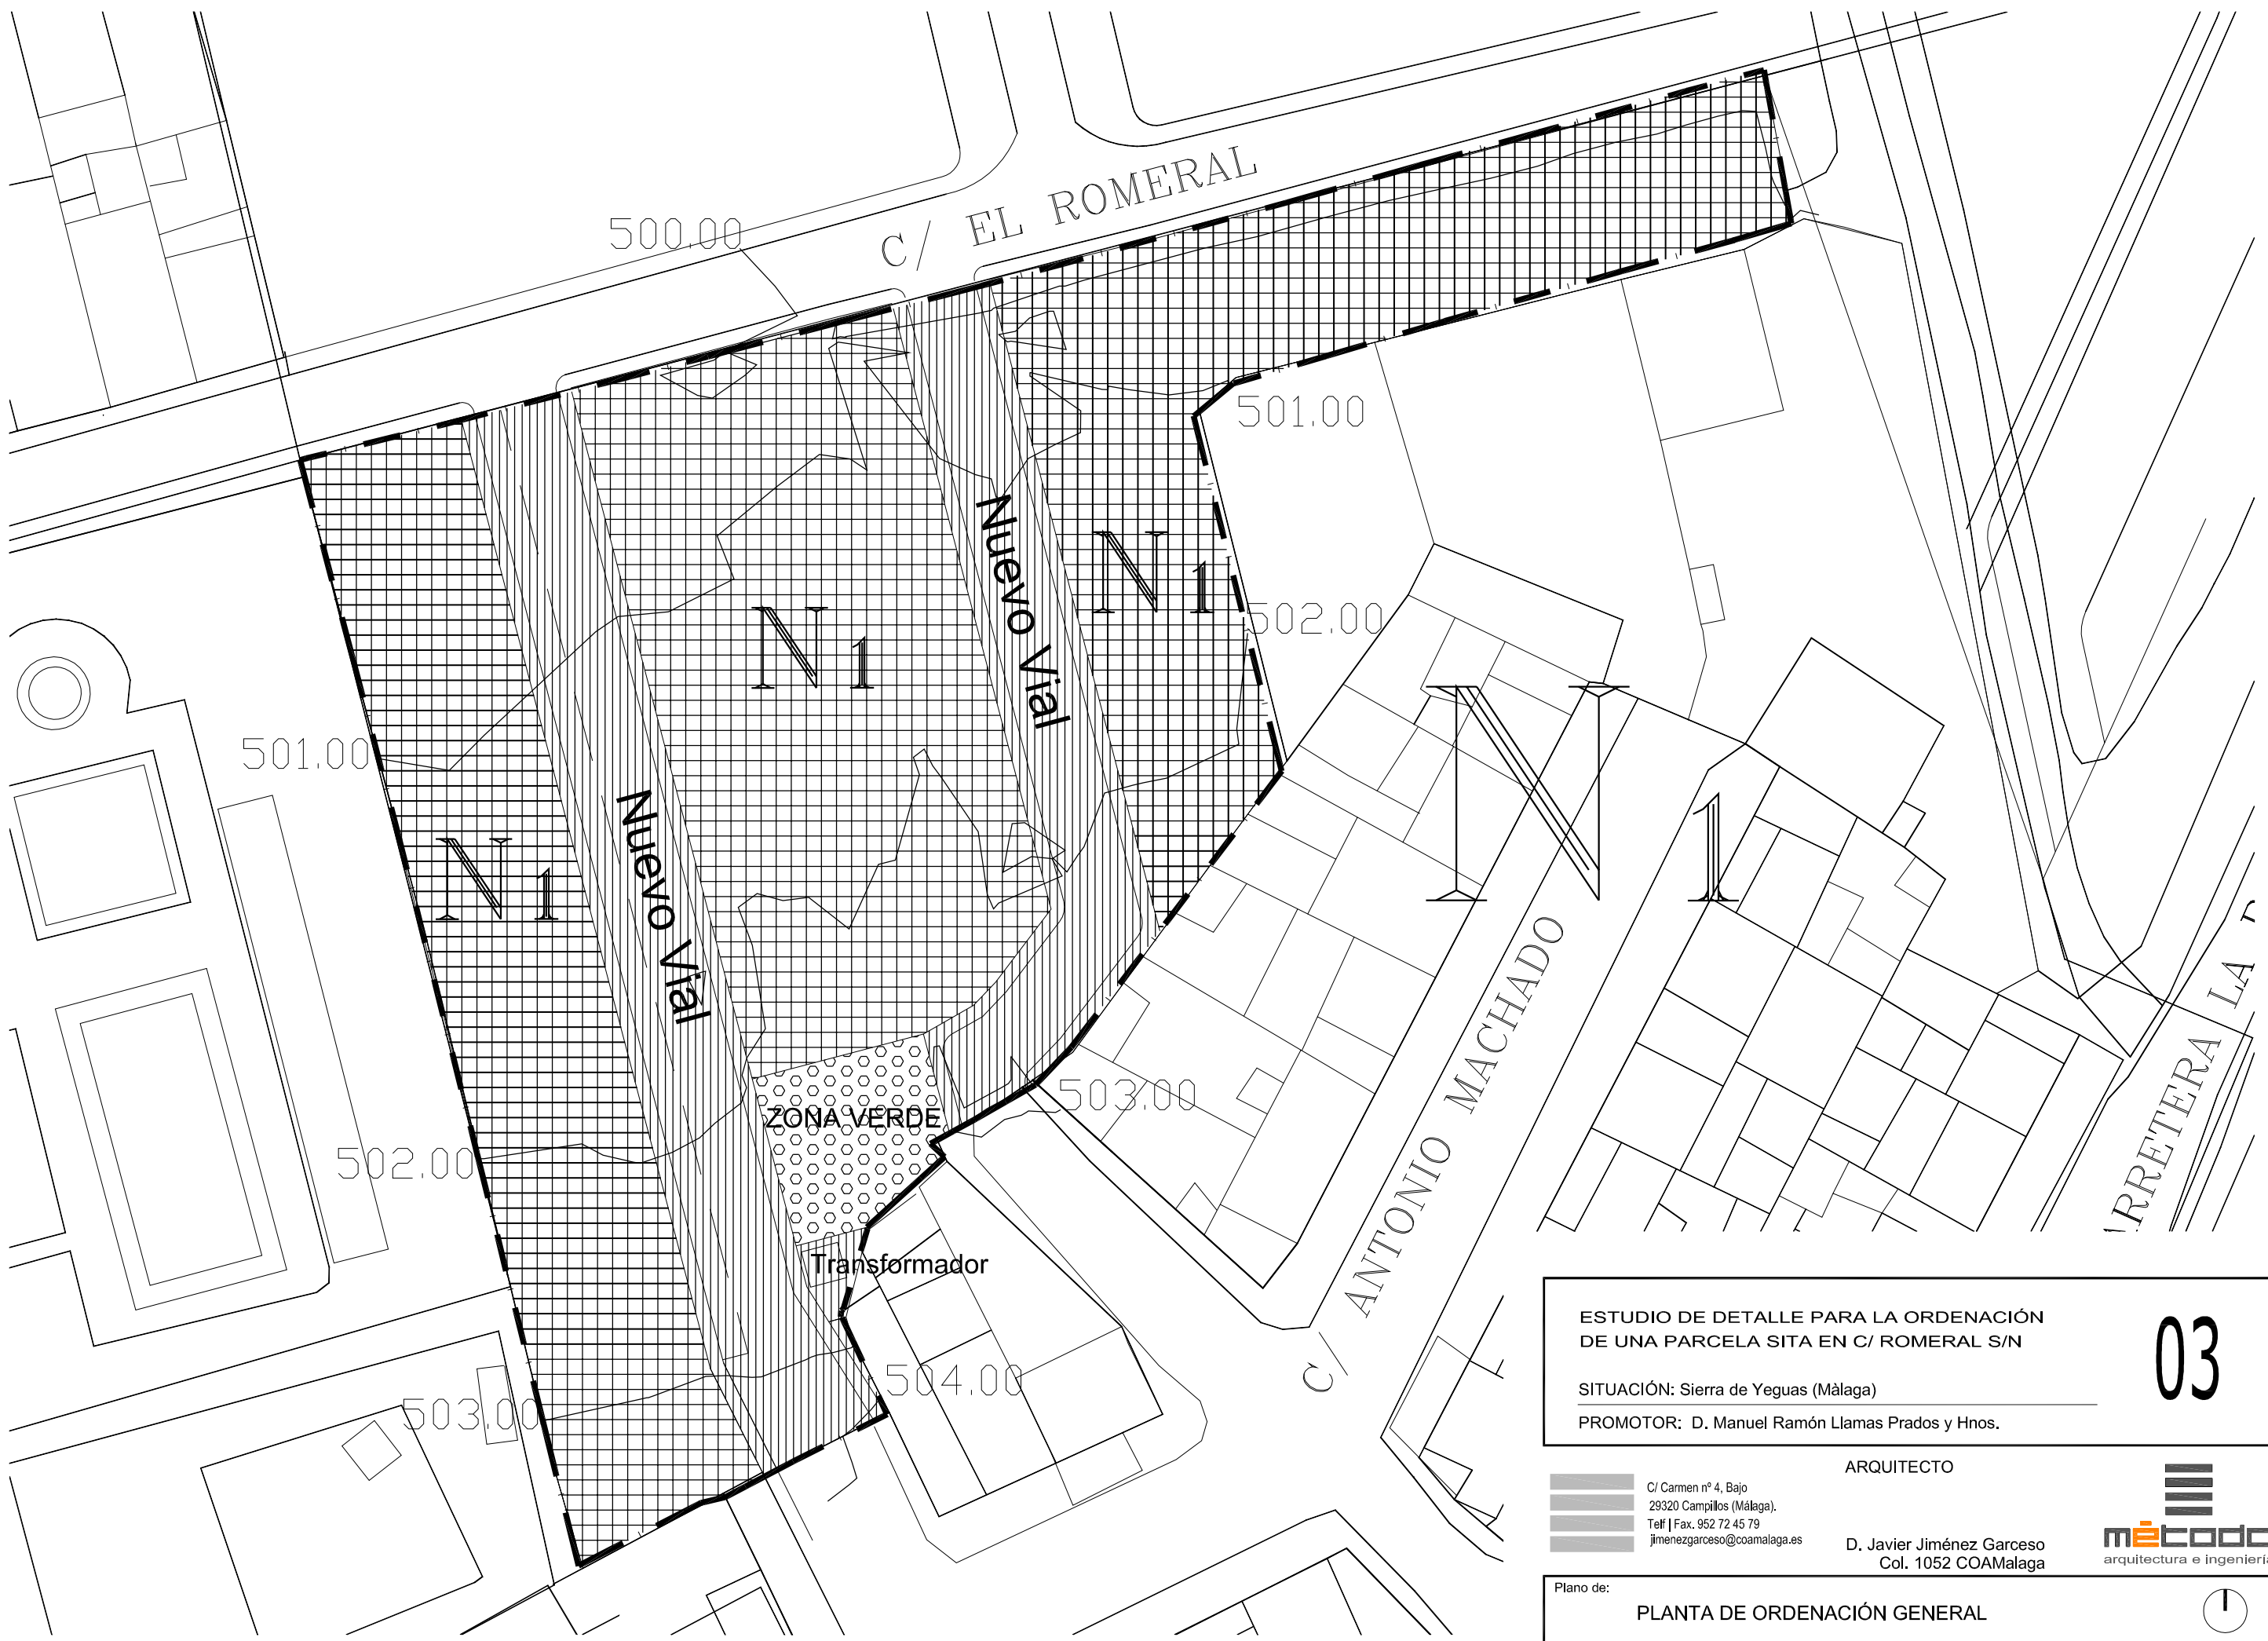 500.00
C/ EL ROMERAL
501.00
Nuevo Vial
N1
N1
502.00
N1
501.00
Nuevo Vial
N1
C/ ANTONIO MACHADO
503.00
ZONA VERDE
502.00
Transformador
504.00
503.00
ARRETERA LA
ESTUDIO DE DETALLE PARA LA ORDENACIÓN
DE UNA PARCELA SITA EN C/ ROMERAL S/N
03
SITUACIÓN: Sierra de Yeguas (Màlaga)
PROMOTOR: D. Manuel Ramón Llamas Prados y Hnos.
ARQUITECTO
C/ Carmen nº 4, Bajo
29320 Campillos (Málaga).
Telf | Fax. 952 72 45 79
jimenezgarceso@coamalaga.es
D. Javier Jiménez Garceso
Col. 1052 COAMalaga
método
arquitectura e ingeniería
Plano de:
PLANTA DE ORDENACIÓN GENERAL